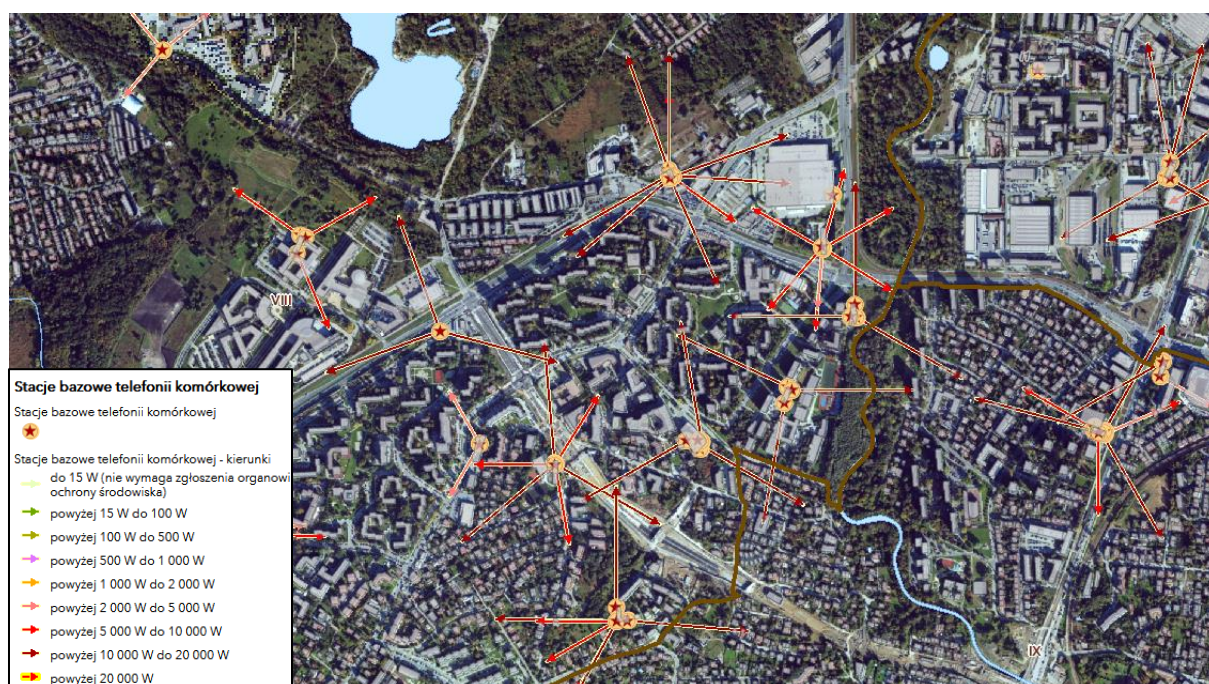 VIII
Stacje bazowe telefonii komórkowej
Stacje bazowe telefonii komórkowej
Stacje bazowe telefonii komórkowej - kierunki
do 15 W (nie wymaga zgłoszenia organowi
ochrony środowiska)
powyżej 15 W do 100 W
powyżej 100 W do 500 W
powyżej 500 W do 1 000 W
powyżej 1 000 W do 2 000 W
powyżej 2 000 W do 5 000 W
powyżej 5 000 W do 10 000 W
powyżej 10 000 W do 20 000 W
powyżej 20 000 W
IX